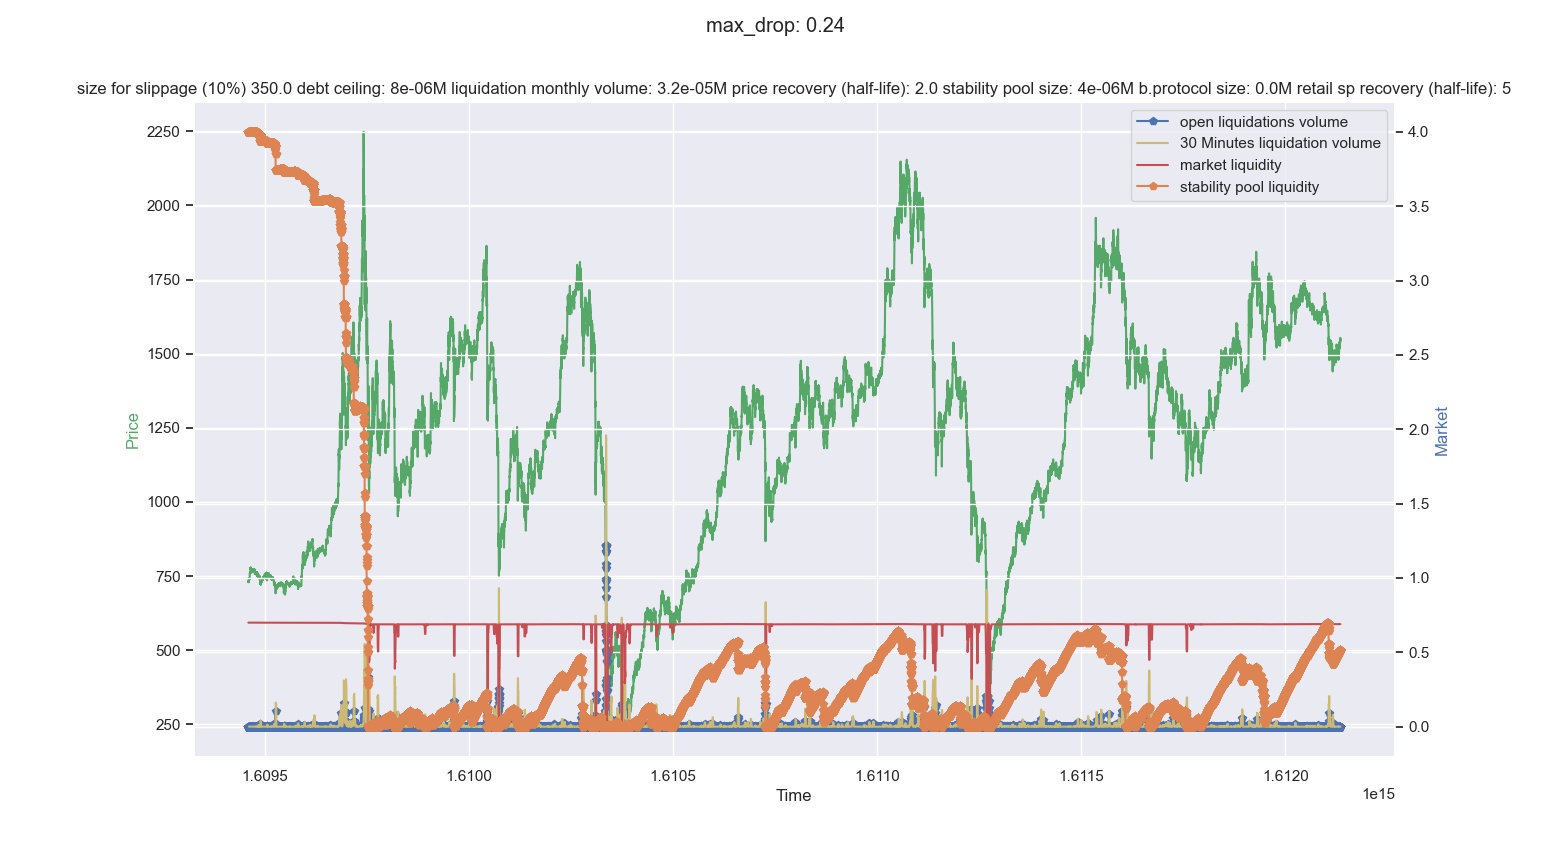 max_drop: 0.24
size for slippage (10%) 350.0 debt ceiling: 8e-06M liquidation monthly volume: 3.2e-05M price recovery (half-life): 2.0 stability pool size: 4e-06M b.protocol size: 0.0M retail sp recovery (half-life): 5
open liquidations volume
30 Minutes liquidation volume
market liquidity
stability pool liquidity
2250
2000
1750
1500
1250
1000
750
500
250
Price
4.0
3.5
3.0
2.5
2.0
1.5
1.0
0.5
0.0
Market
1.6095 1.6100 1.6105 1.6110 1.6115 1.6120
1e15
Time